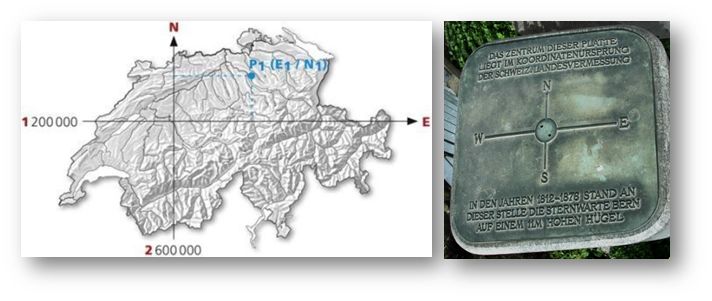 N
P1 (E1 / N1)
1 200 000
E
2 600 000
DAS ZENTRUM DIESER PLATTE
LIEGT IM KOORDINATENURSPRUNG
DER SCHWEIZ. LANDESVERMESSUNG
N
W
E
S
IN DEN JAHREN 1812-1876 STAND AN
DIESER STELLE DIE STERNWARTE BERN
AUF EINEM 11M HOHEN HÜGEL